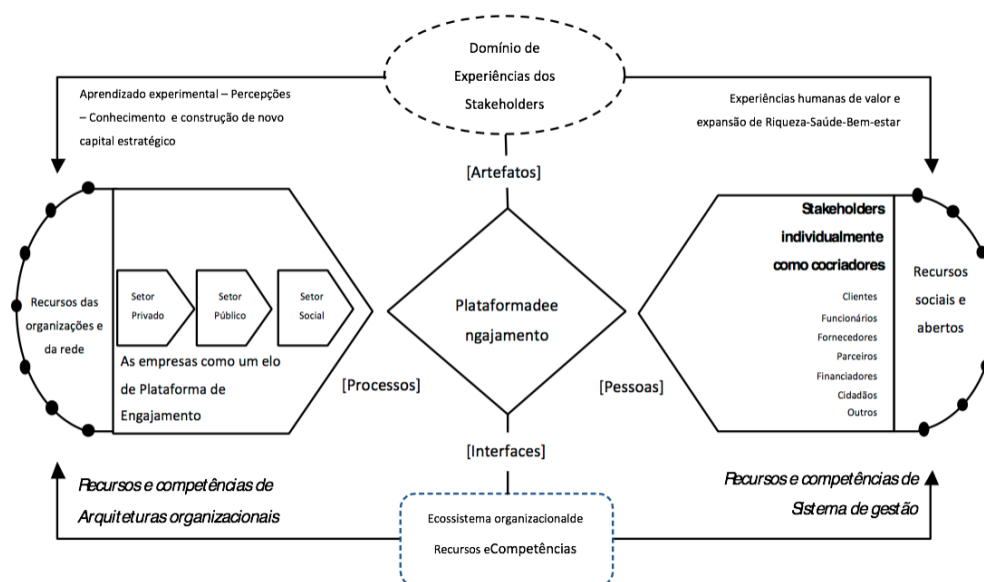 Domínio de
Experiências dos
Stakeholders
Aprendizado experimental – Percepções
– Conhecimento e construção de novo
capital estratégico
Experiências humanas de valor e
expansão de Riqueza-Saúde-Bem-estar
[Artefatos]
Recursos das
organizações e
da rede
Setor
Privado
Setor
Público
Setor
Social
As empresas como um elo
de Plataforma de
Engajamento
[Processos]
Plataformadee
ngajamento
[Pessoas]
Stakeholders
individualmente
como cocriadores
Clientes
Funcionários
Fornecedores
Parceiros
Financiadores
Cidadãos
Outros
Recursos
sociais e
abertos
[Interfaces]
Recursos e competências de
Arquiteturas organizacionais
Recursos e competências de
Sistema de gestão
Ecossistema organizacionalde
Recursos eCompetências